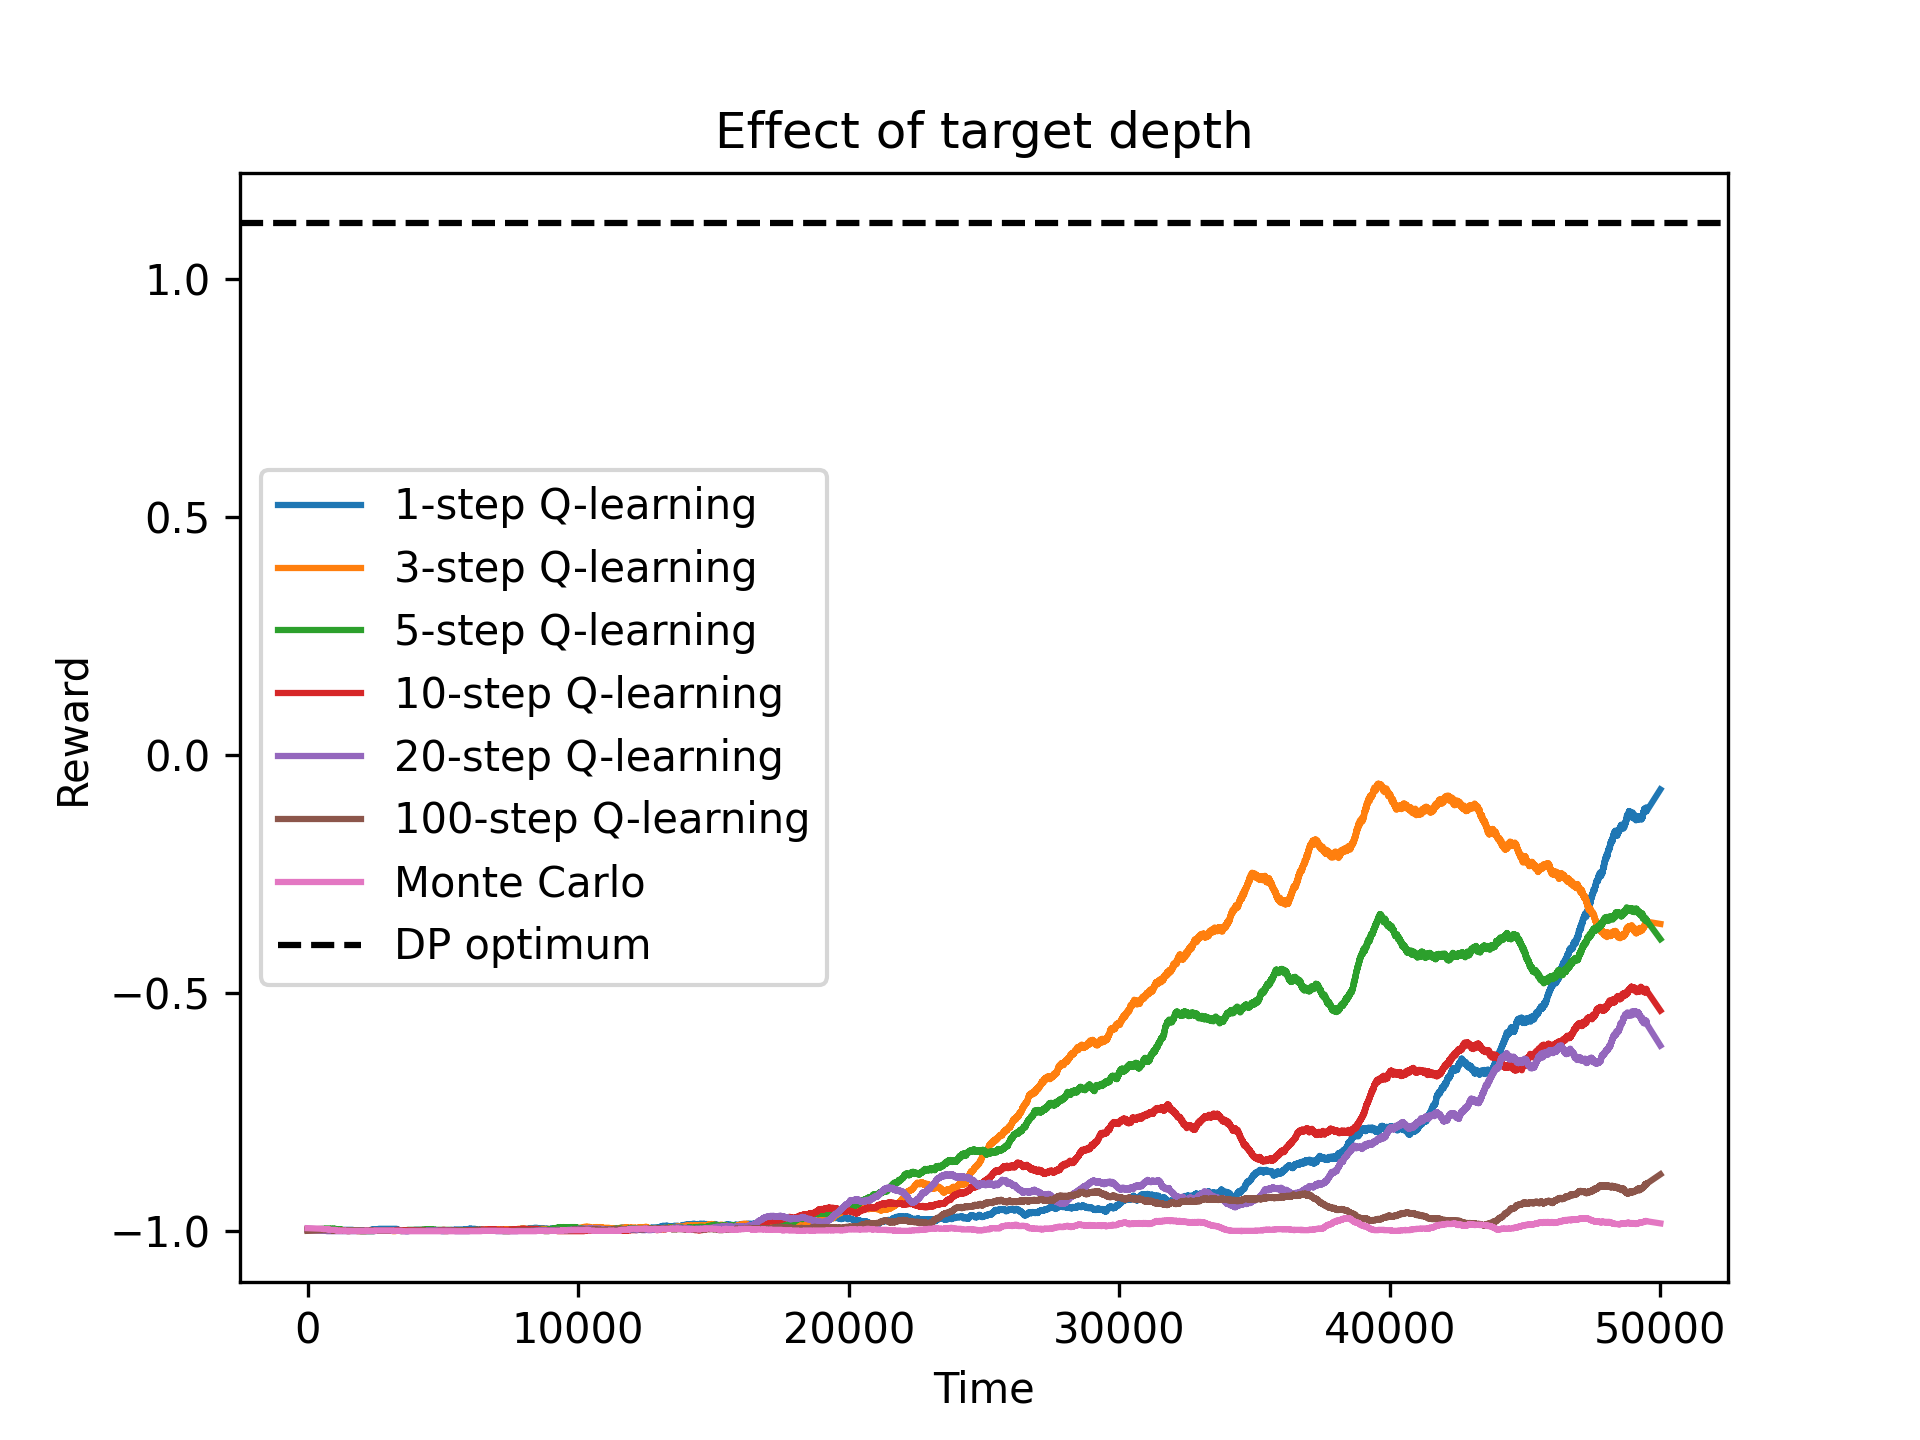 Effect of target depth
1.0
0.5
0.0
−0.5
−1.0
Reward
1-step Q-learning
3-step Q-learning
5-step Q-learning
10-step Q-learning
20-step Q-learning
100-step Q-learning
Monte Carlo
DP optimum
0 10000 20000 30000 40000 50000
Time